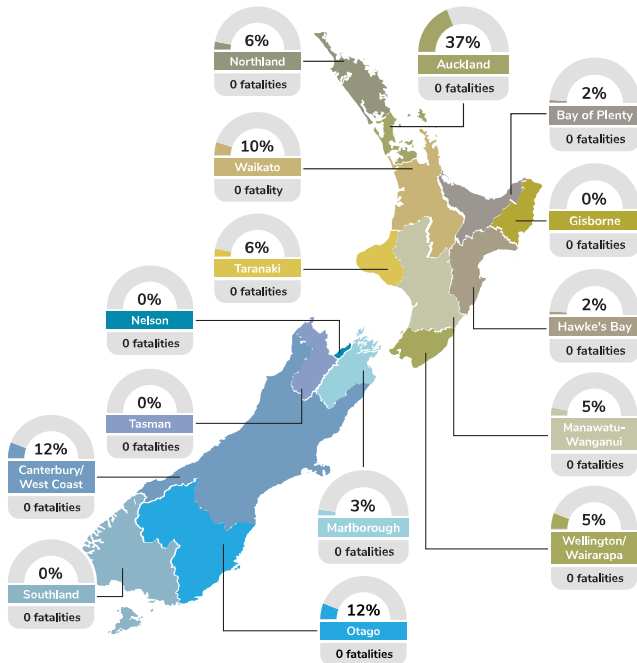 6%
Northland
0 fatalities
37%
Auckland
0 fatalities
2%
Bay of Plenty
0 fatalities
10%
Waikato
0 fatality
0%
Gisborne
0 fatalities
6%
Taranaki
0 fatalities
0%
Nelson
0 fatalities
2%
Hawke's Bay
0 fatalities
0%
Tasman
0 fatalities
5%
Manawatu-
Wanganui
0 fatalities
12%
Canterbury/
West Coast
0 fatalities
3%
Marlborough
0 fatalities
5%
Wellington/
Wairarapa
0 fatalities
0%
Southland
0 fatalities
12%
Otago
0 fatalities